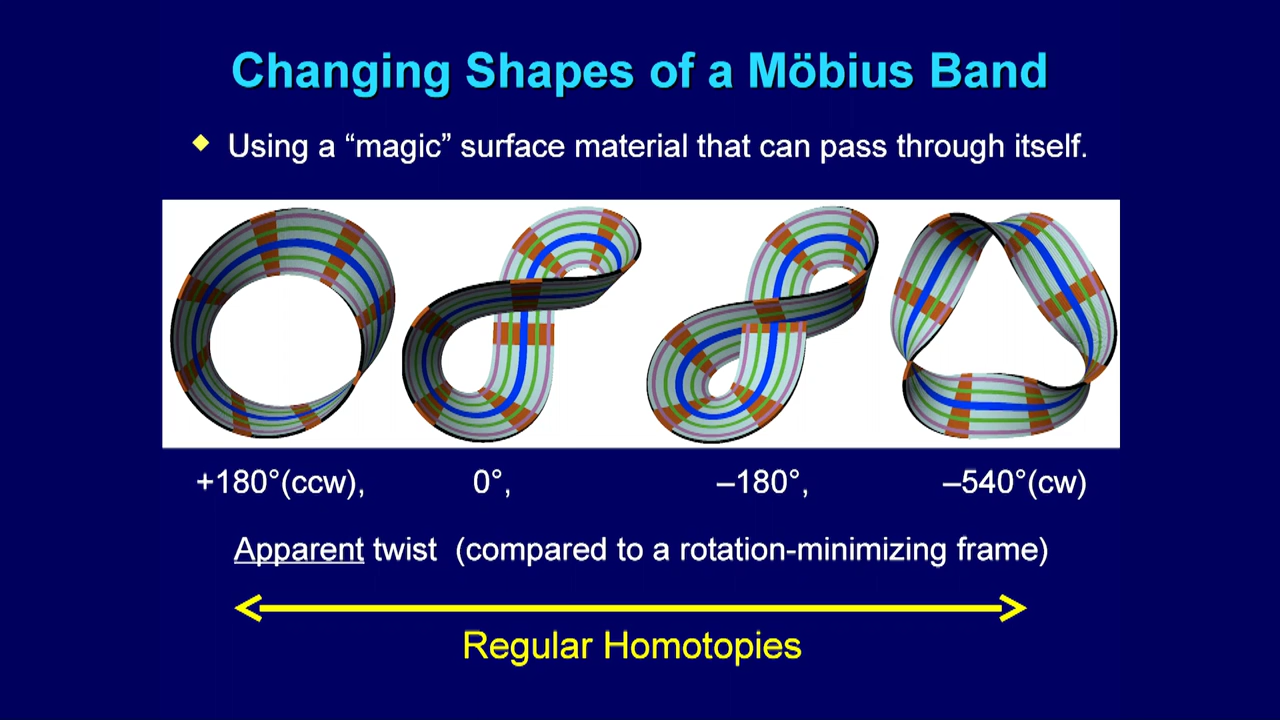 Changing Shapes of a Möbius Band
Using a “magic” surface material that can pass through itself.
+180°(ccw), 0°, –180°, –540°(cw)
Apparent twist (compared to a rotation-minimizing frame)
Regular Homotopies